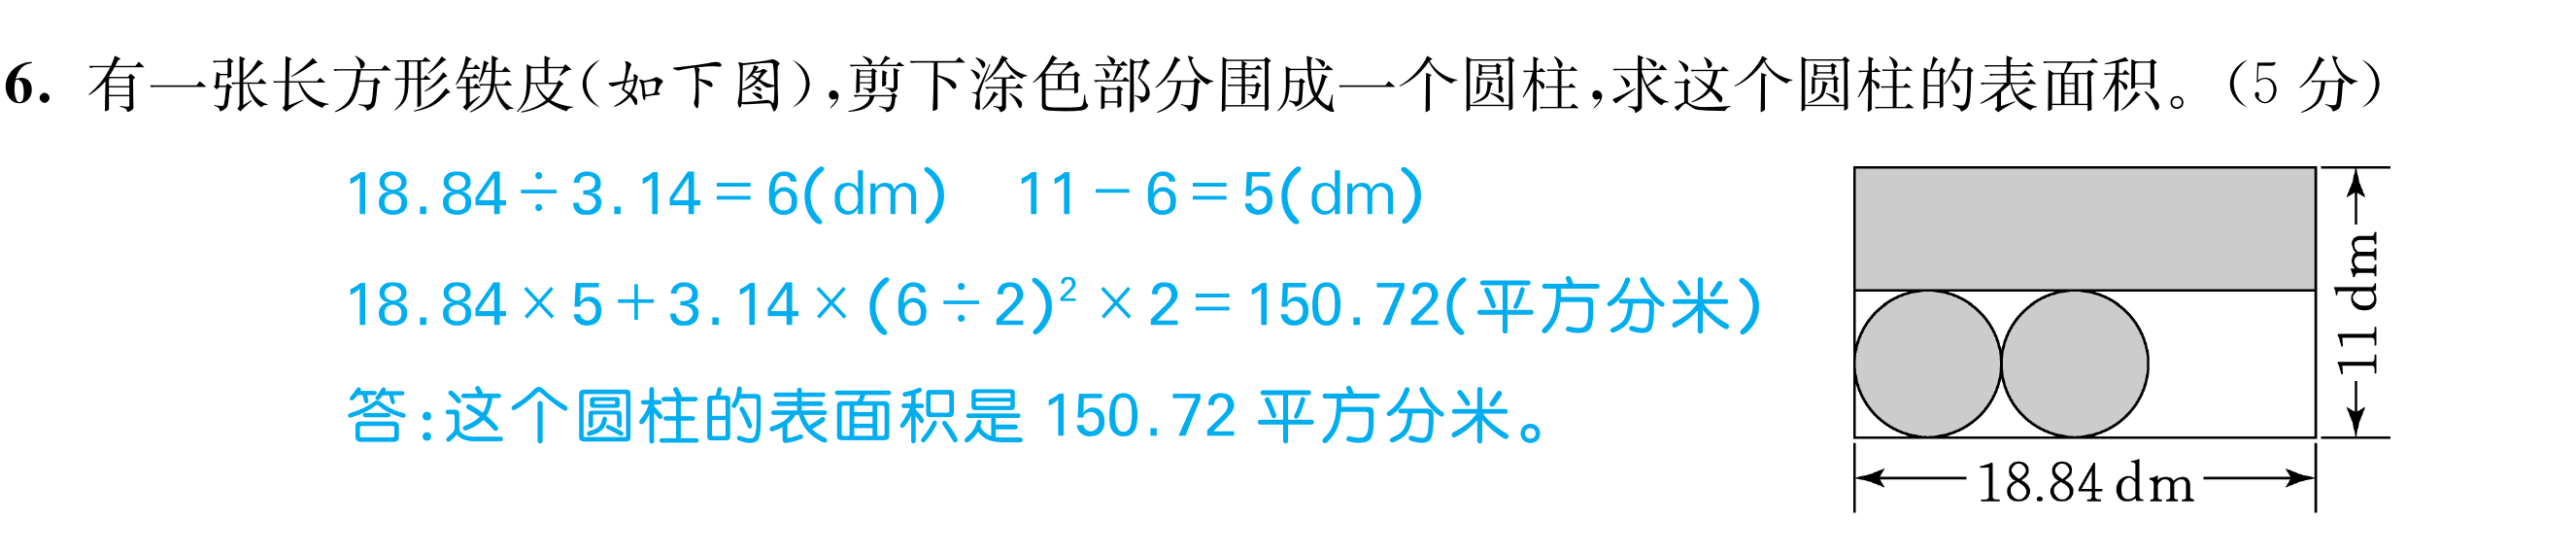 6. 有一张长方形铁皮(如下图),剪下涂色部分围成一个圆柱,求这个圆柱的表面积。(5 分)
18.84÷3.14=6(dm) 11-6=5(dm)
18.84×5+3.14×(6÷2)²×2=150.72(平方分米)
答:这个圆柱的表面积是 150.72 平方分米。
11 dm
18.84 dm